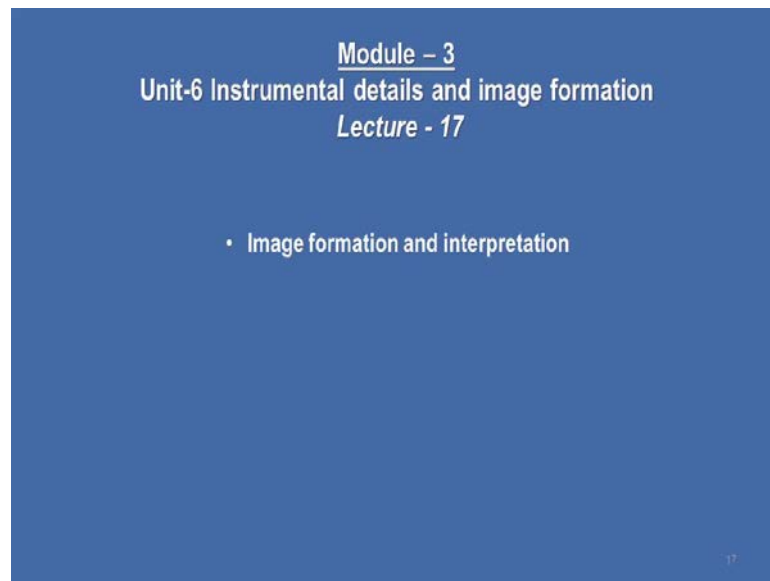 Module – 3
Unit-6 Instrumental details and image formation
Lecture - 17
• Image formation and interpretation
17